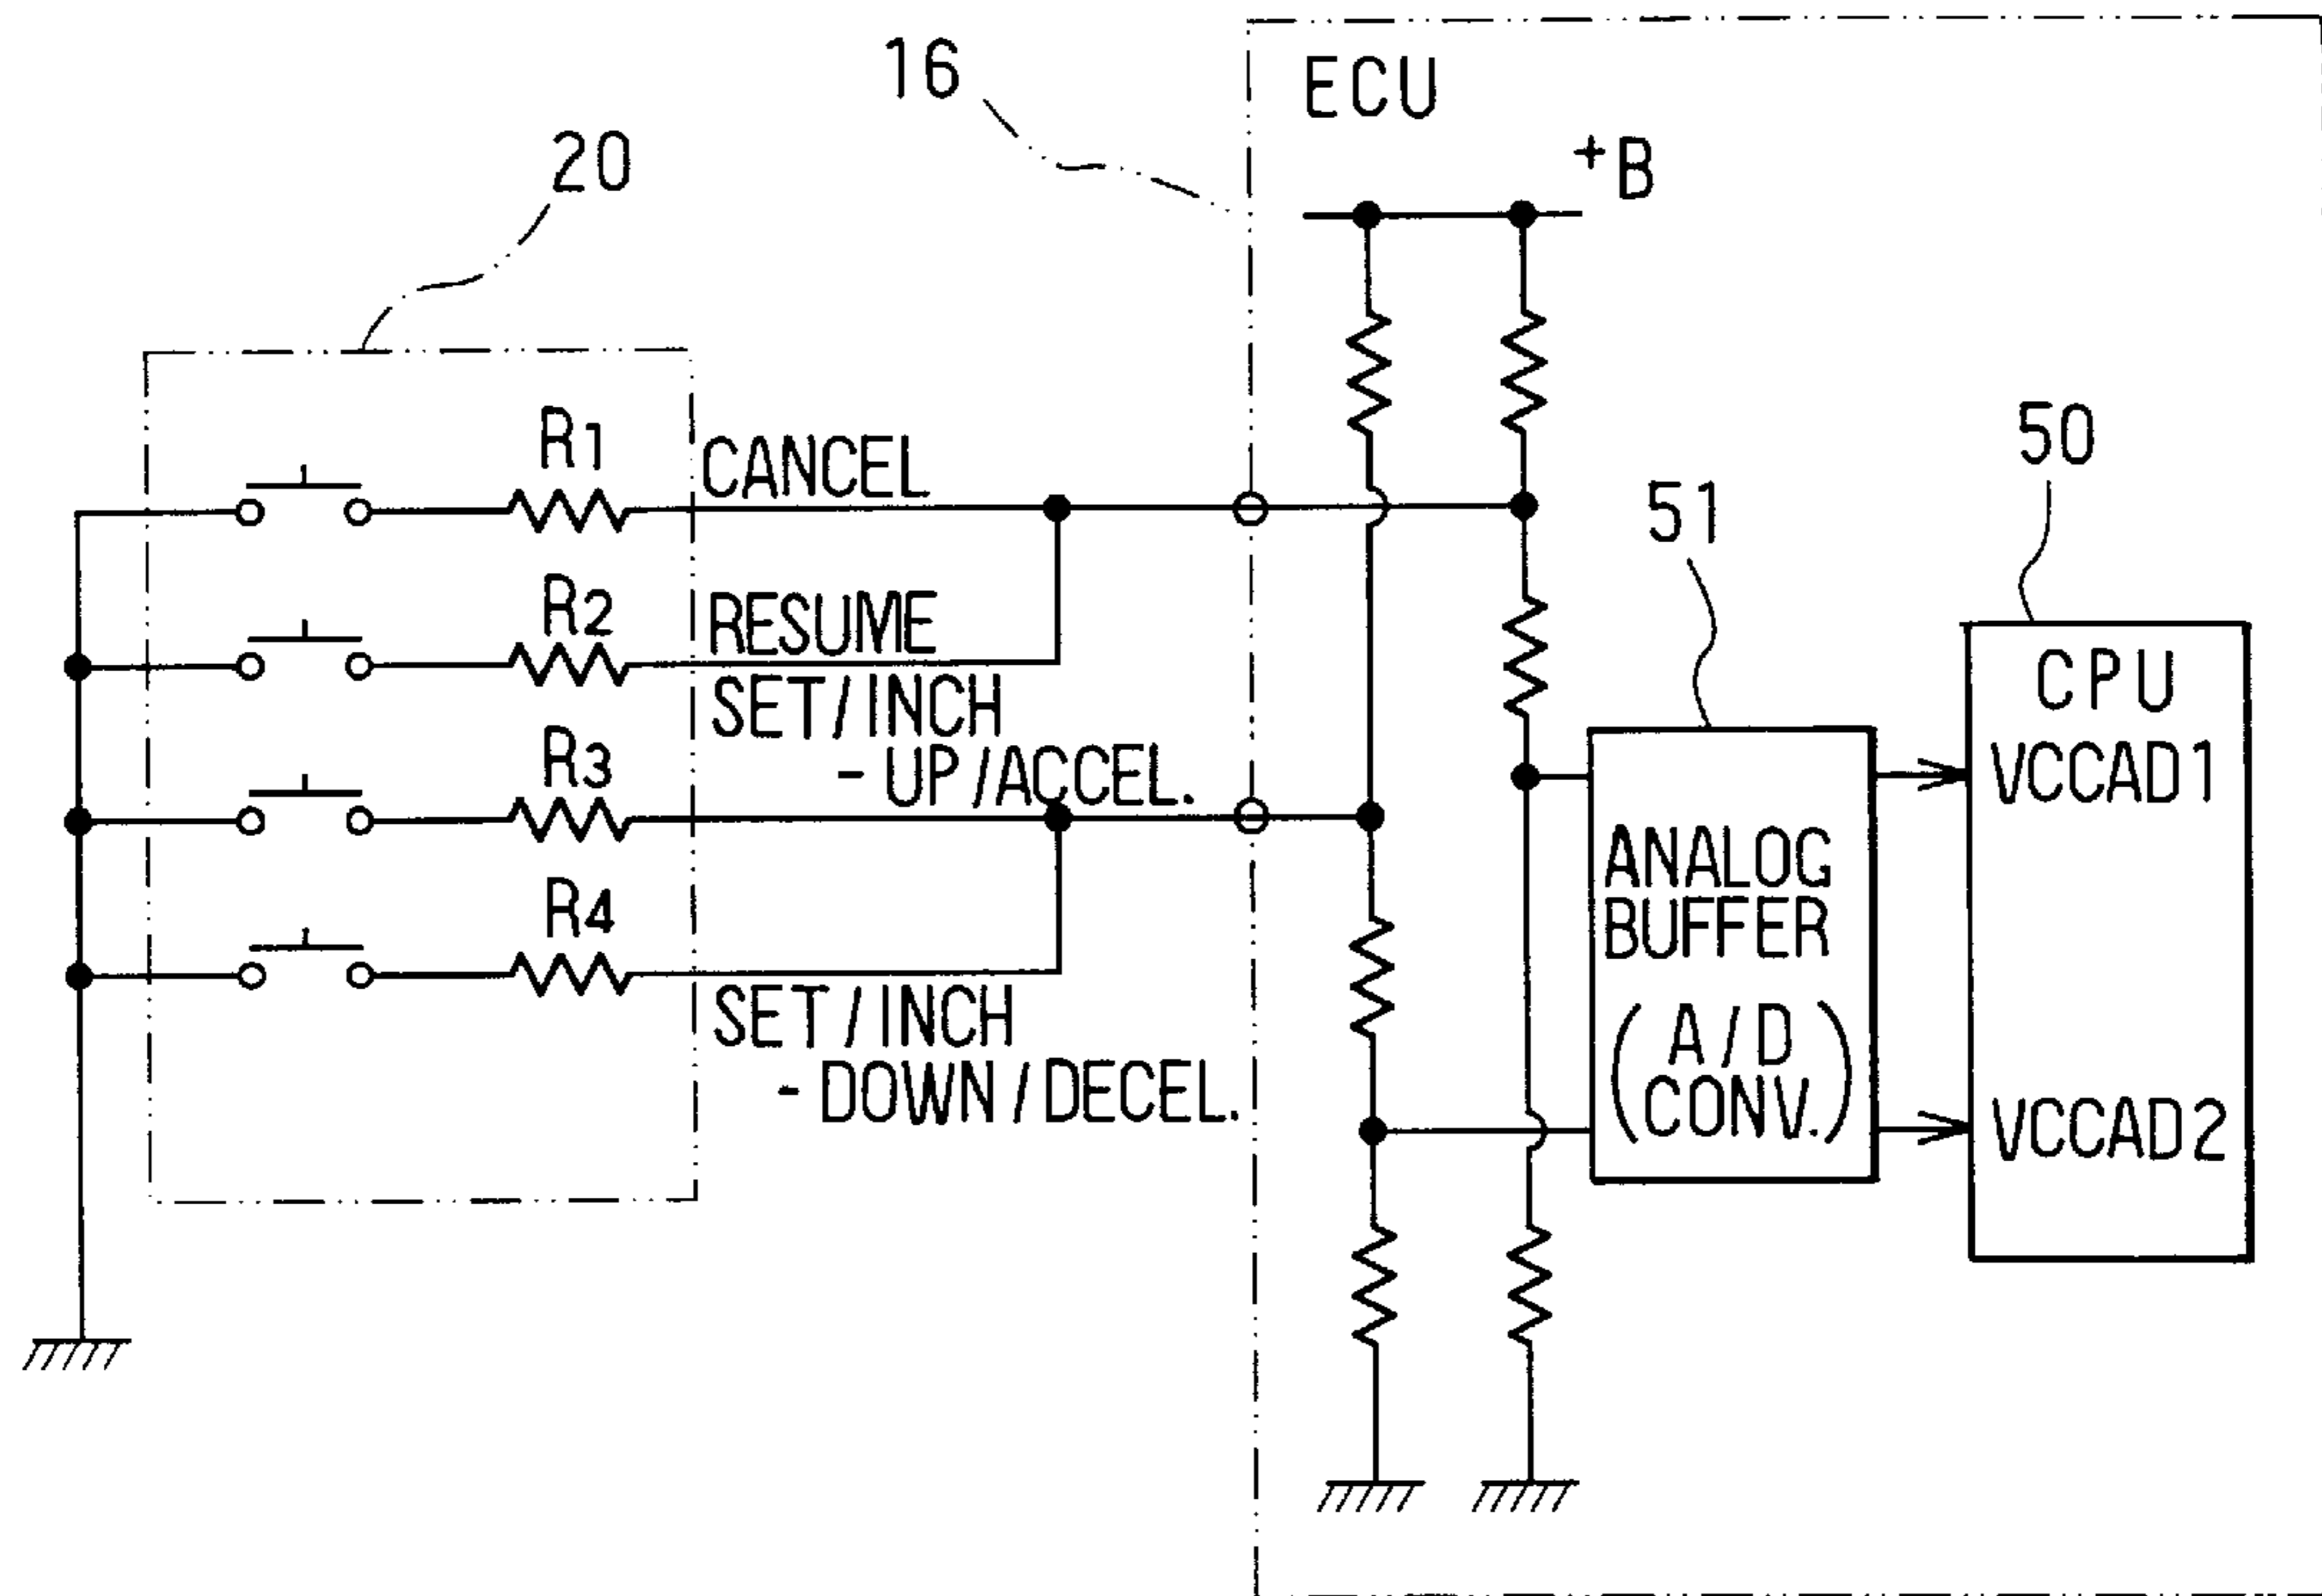 16
ECU
+B
20
R1
CANCEL
R2
RESUME
SET/INCH
- UP/ACCEL.
R3
R4
SET/INCH
- DOWN/DECEL.
51
50
CPU
VCCAD1
ANALOG
BUFFER
(A/D
CONV.)
VCCAD2